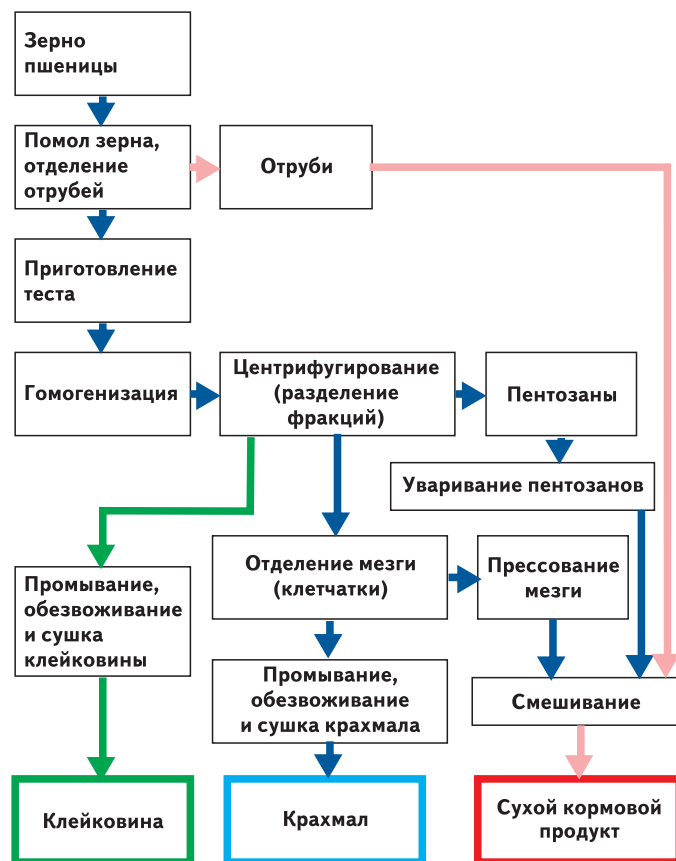 Зерно
пшеницы
Помол зерна,
отделение
отрубей
Отруби
Приготовление
теста
Гомогенизация
Центрифугирование
(разделение
фракций)
Пентозаны
Уваривание пентозанов
Отделение мезги
(клетчатки)
Прессование
мезги
Промывание,
обезвоживание
и сушка
клейковины
Промывание,
обезвоживание
и сушка крахмала
Смешивание
Клейковина
Крахмал
Сухой кормовой
продукт